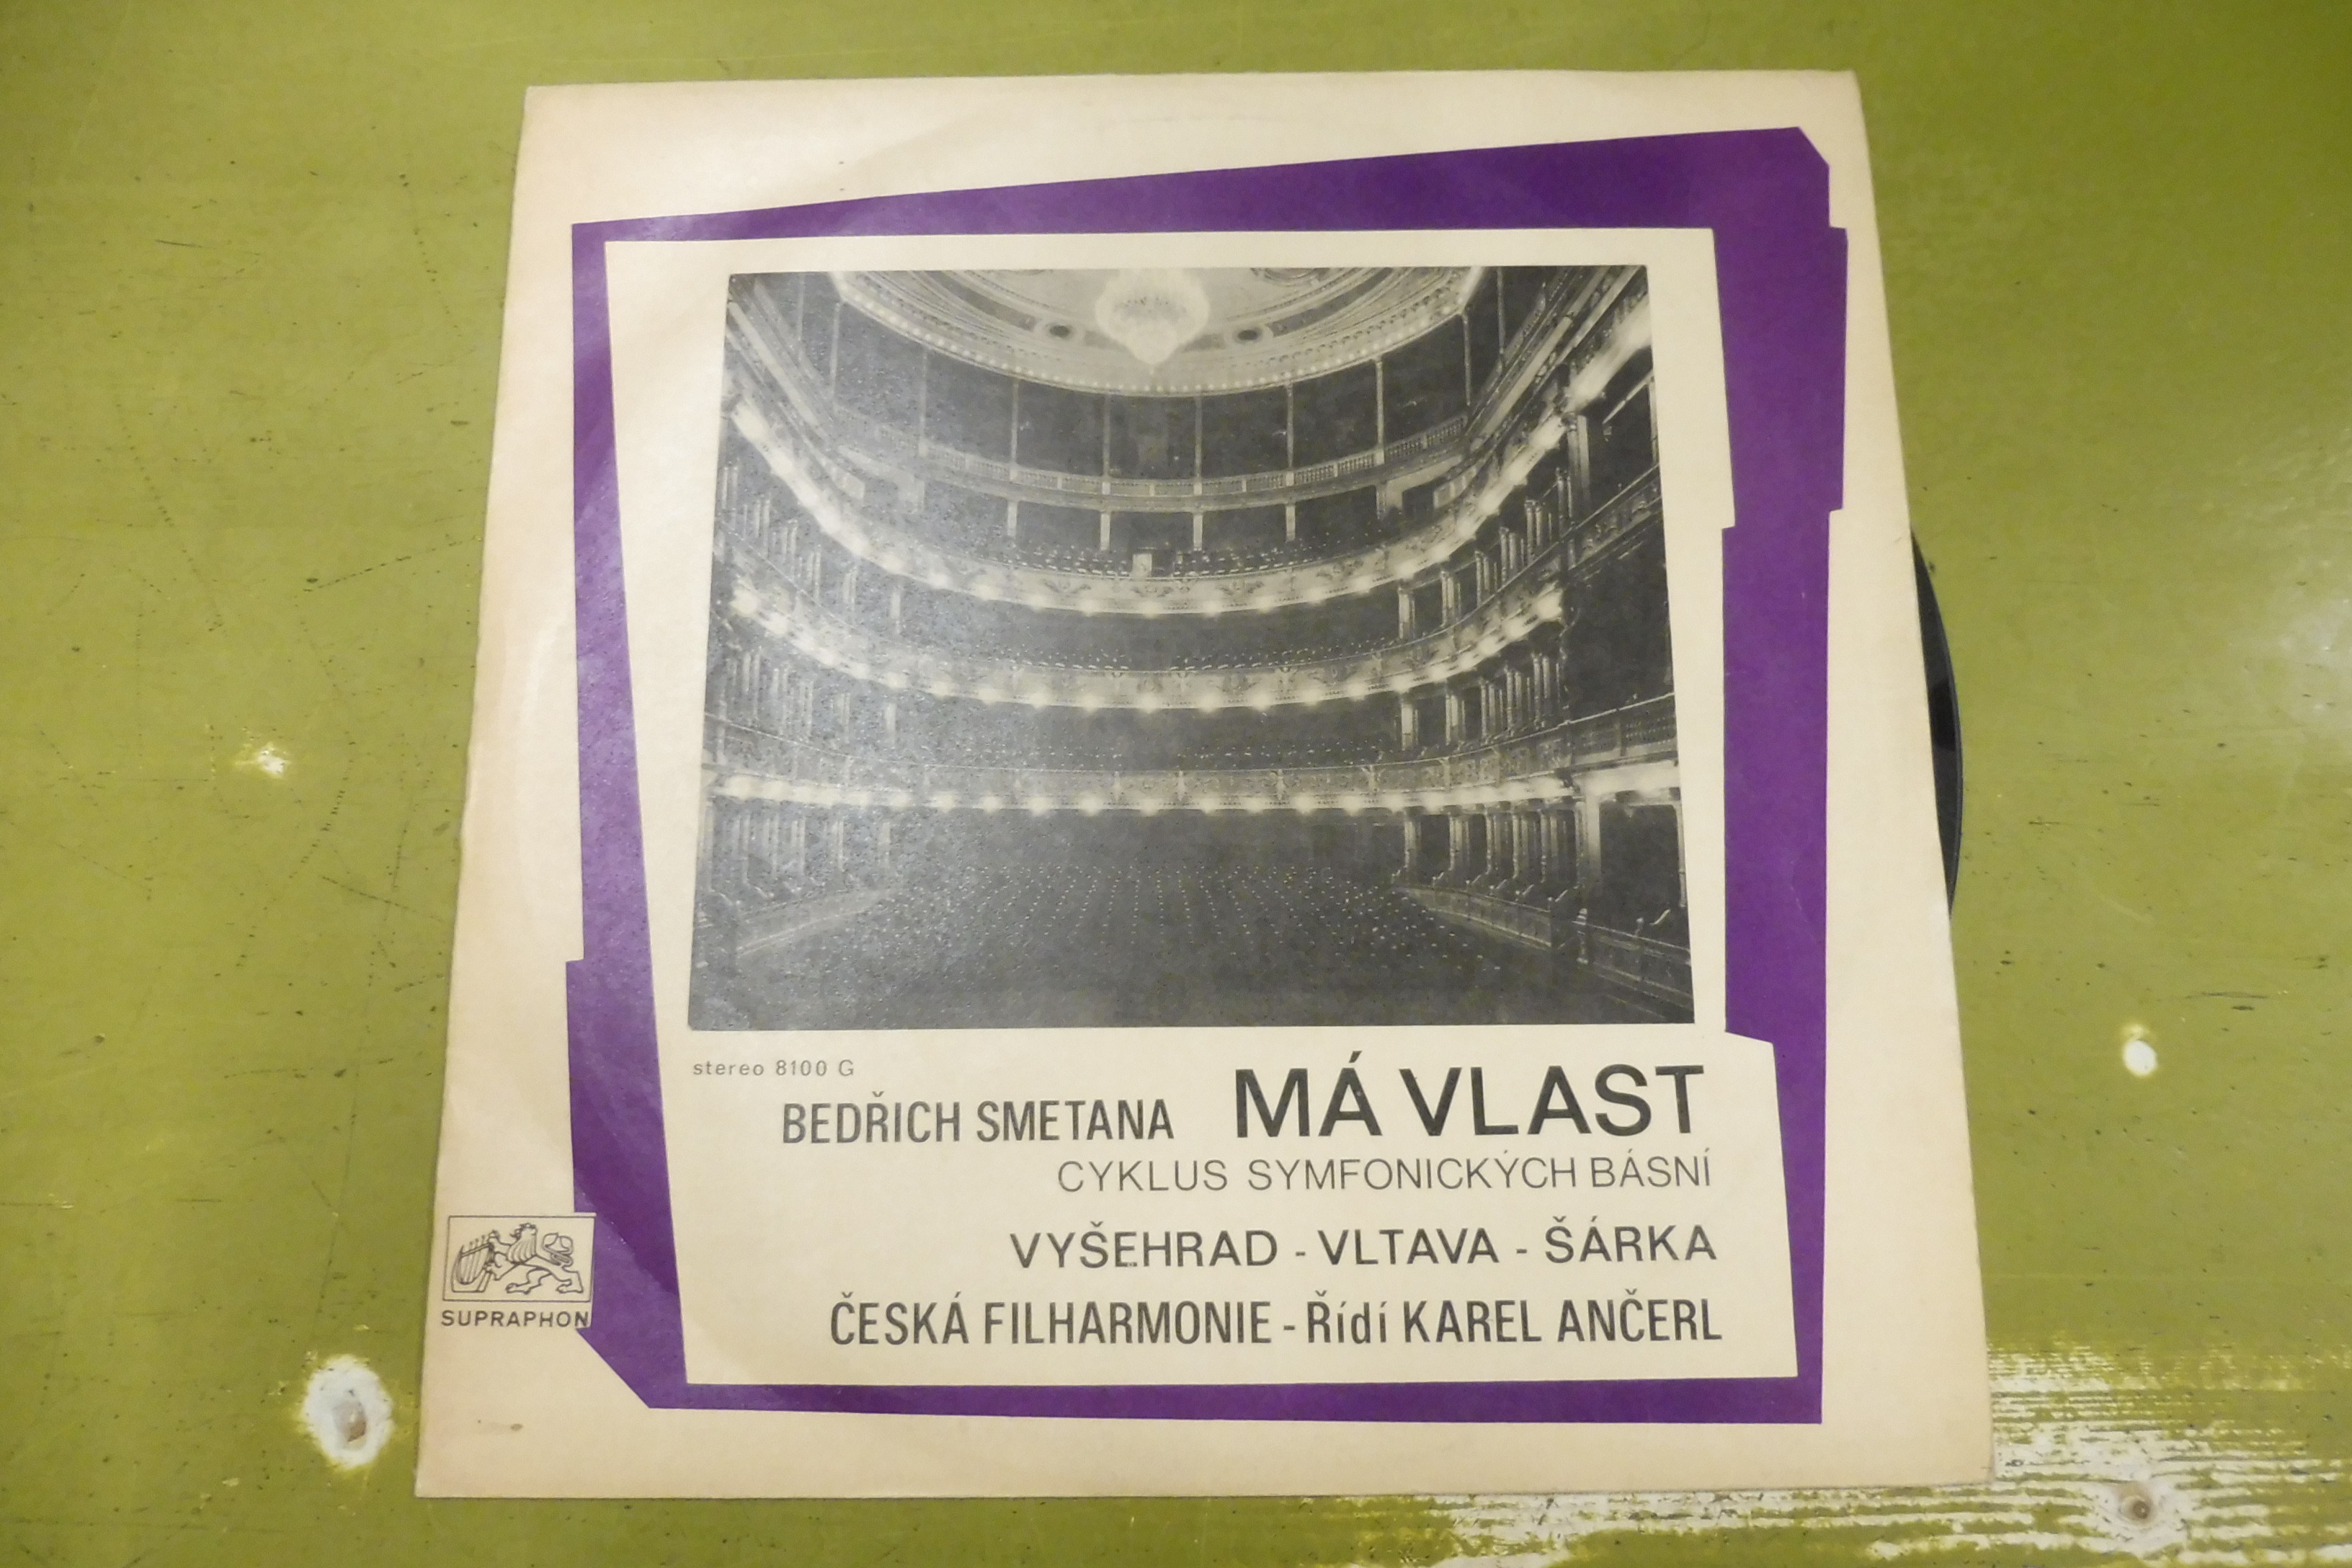 stereo 8100 G
BEDŘICH SMETANA MÁ VLAST
CYKLUS SYMFONICKÝCH BÁSNÍ
VYŠEHRAD - VLTAVA - ŠÁRKA
ČESKÁ FILHARMONIE - Řídí KAREL ANČERL
SUPRAPHON